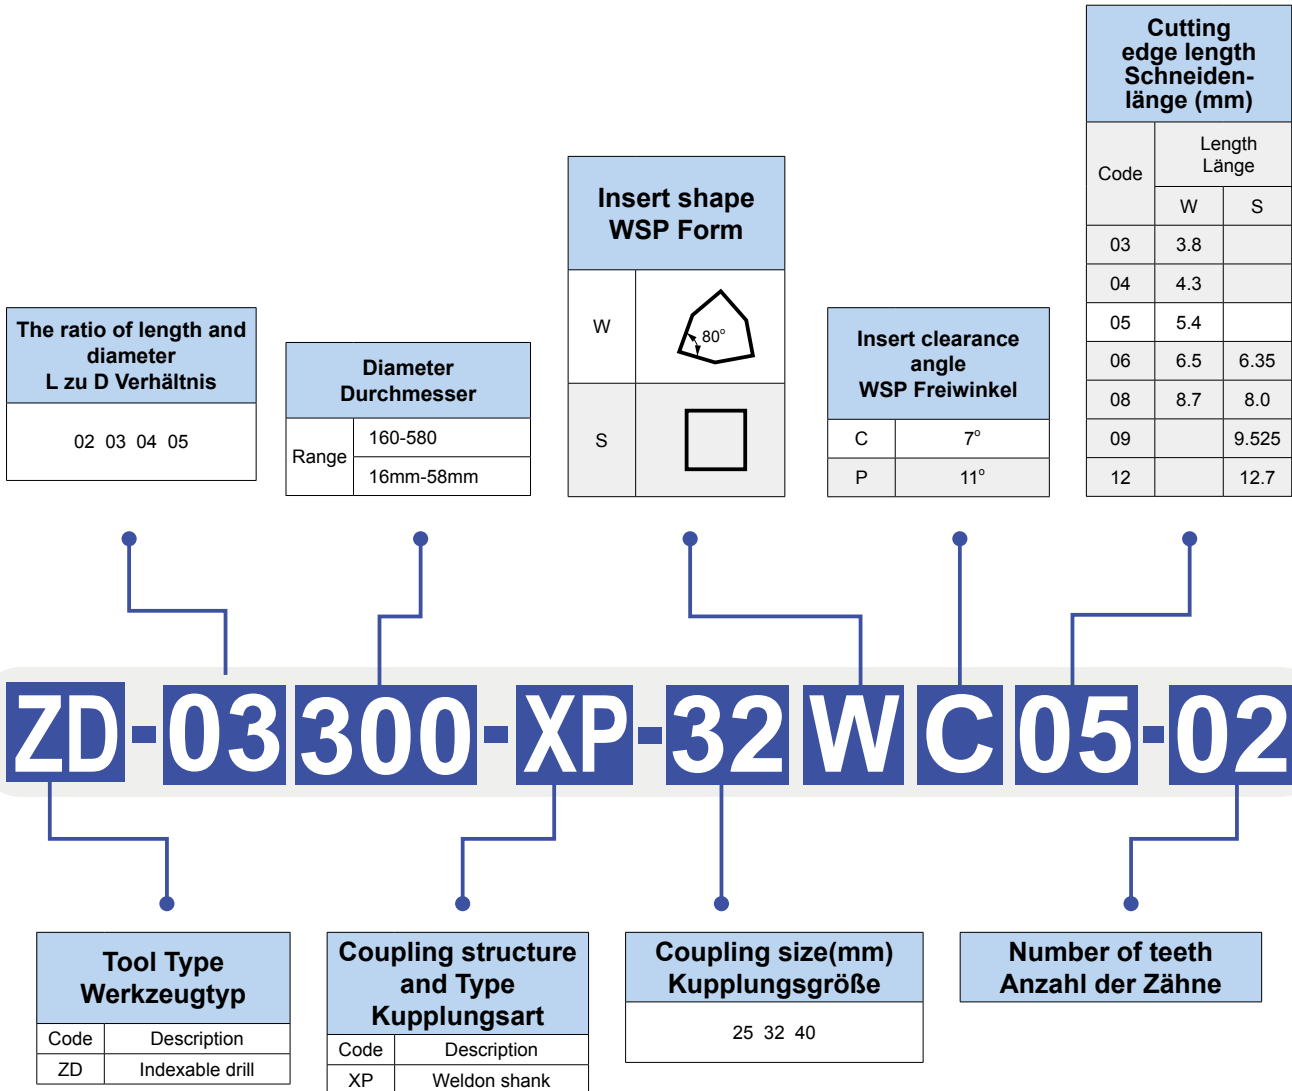 Cutting
edge length
Schneiden-
länge (mm)
Code
Length
Länge
W S
03 3.8
04 4.3
05 5.4
06 6.5 6.35
08 8.7 8.0
09 9.525
12 12.7
Insert shape
WSP Form
W 80°
S
The ratio of length and
diameter
L zu D Verhältnis
02 03 04 05
Diameter
Durchmesser
Range
160-580
16mm-58mm
Insert clearance
angle
WSP Freiwinkel
C 7°
P 11°
ZD-03300-XP-32WC05-02
Tool Type
Werkzeugtyp
Code Description
ZD Indexable drill
Coupling structure
and Type
Kupplungsart
Code Description
XP Weldon shank
Coupling size(mm)
Kupplungsgröße
25 32 40
Number of teeth
Anzahl der Zähne